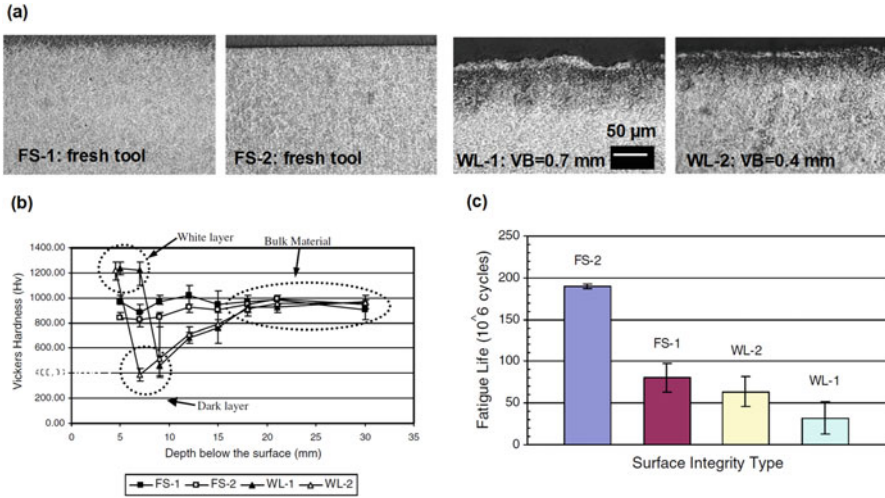 (a)
FS-1: fresh tool
FS-2: fresh tool
WL-1: VB=0.7 mm
50 µm
WL-2: VB=0.4 mm
(b)
White layer
Bulk Material
Dark layer
Vickers Hardness (Hv)
1400.00
1200.00
1000.00
800.00
600.00
200.00
0.00
0 5 10 15 20 25 30 35
Depth below the surface (mm)
FS-1 FS-2 WL-1 WL-2
(c)
Fatigue Life (10^6 cycles)
250
200
150
100
50
0
FS-2
FS-1
WL-2
WL-1
Surface Integrity Type